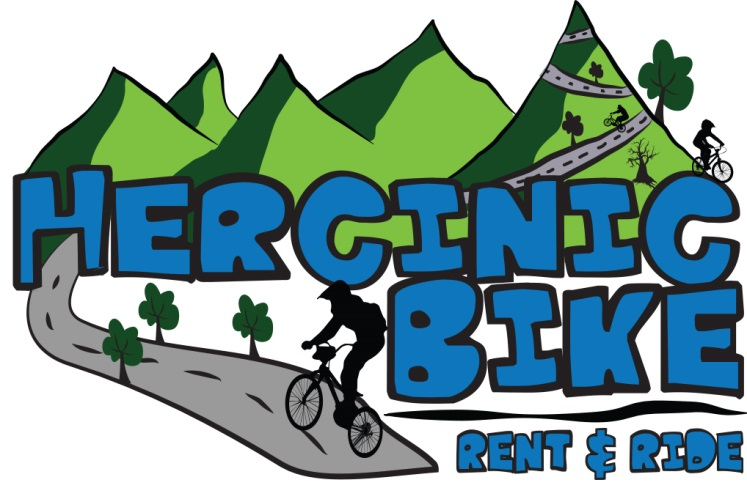 HERCINIC
BIKE
RENT & RIDE